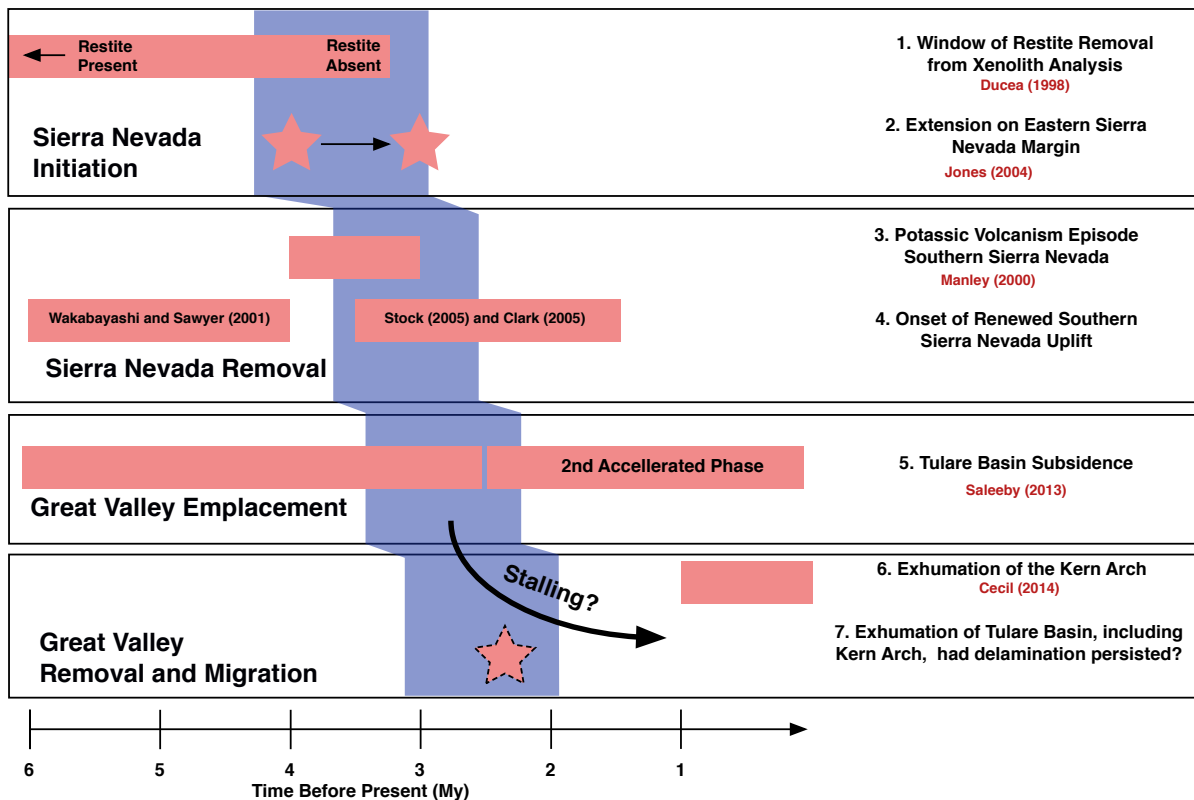 Restite
Present
Restite
Absent
Sierra Nevada
Initiation
1. Window of Restite Removal
from Xenolith Analysis
Ducea (1998)
2. Extension on Eastern Sierra
Nevada Margin
Jones (2004)
Wakabayashi and Sawyer (2001)
Stock (2005) and Clark (2005)
Sierra Nevada Removal
3. Potassic Volcanism Episode
Southern Sierra Nevada
Manley (2000)
4. Onset of Renewed Southern
Sierra Nevada Uplift
2nd Accellerated Phase
Great Valley Emplacement
5. Tulare Basin Subsidence
Saleeby (2013)
Stalling?
Great Valley
Removal and Migration
6. Exhumation of the Kern Arch
Cecil (2014)
7. Exhumation of Tulare Basin, including
Kern Arch, had delamination persisted?
6 5 4 3 2 1
Time Before Present (My)